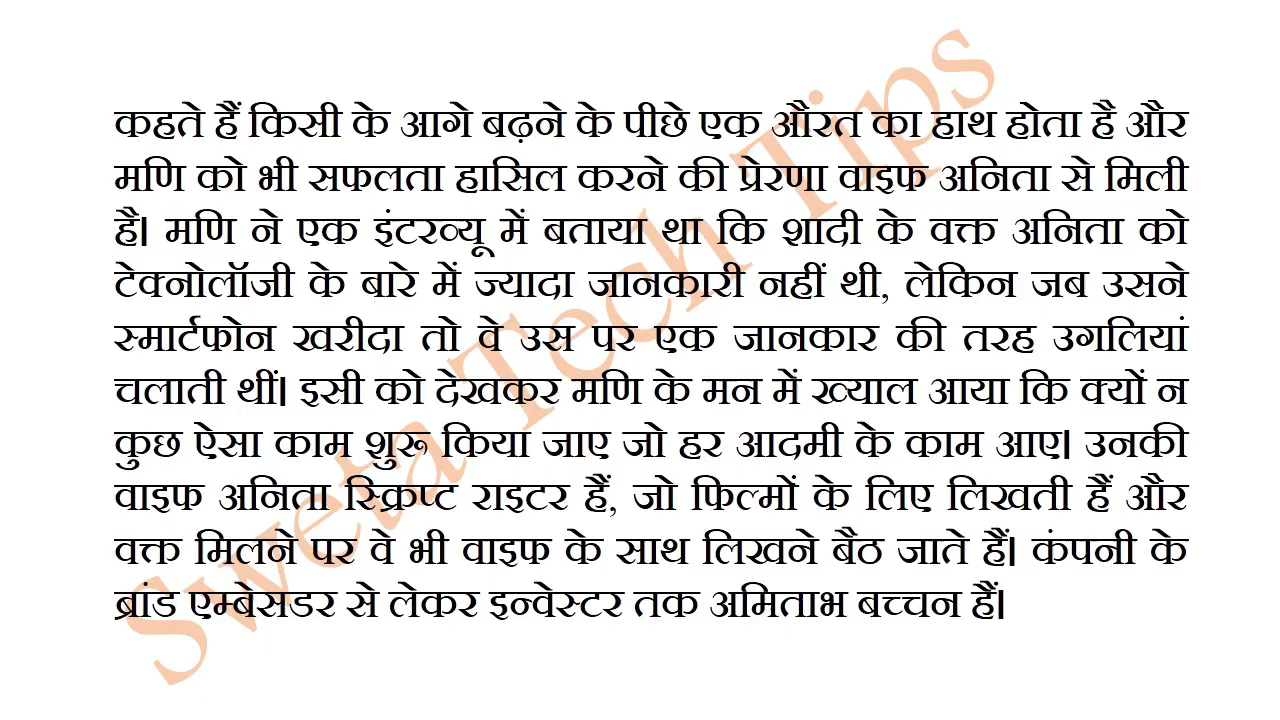 कहते हैं किसी के आगे बढ़ने के पीछे एक औरत का हाथ होता है और
मणि को भी सफलता हासिल करने की प्रेरणा वाइफ अनिता से मिली
है। मणि ने एक इंटरव्यू में बताया था कि शादी के वक्त अनिता को
टेक्नोलॉजी के बारे में ज्यादा जानकारी नहीं थी, लेकिन जब उसने
स्मार्टफोन खरीदा तो वे उस पर एक जानकार की तरह उगलियां
चलाती थीं। इसी को देखकर मणि के मन में ख्याल आया कि क्यों न
कुछ ऐसा काम शुरू किया जाए जो हर आदमी के काम आए। उनकी
वाइफ अनिता स्क्रिप्ट राइटर हैं, जो फिल्मों के लिए लिखती हैं और
वक्त मिलने पर वे भी वाइफ के साथ लिखने बैठ जाते हैं। कंपनी के
ब्रांड एम्बेसडर से लेकर इन्वेस्टर तक अमिताभ बच्चन हैं।
Sweta Tech Tips